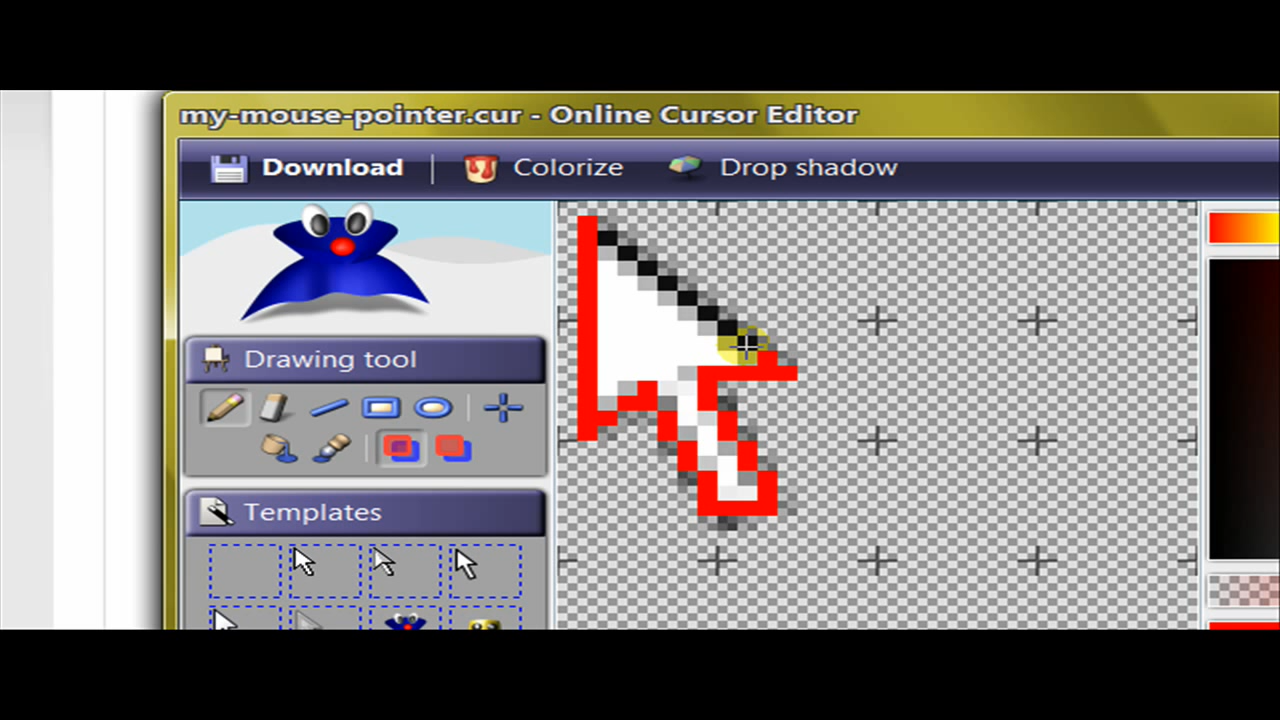 my-mouse-pointer.cur - Online Cursor Editor
Download Colorize Drop shadow
Drawing tool
Templates